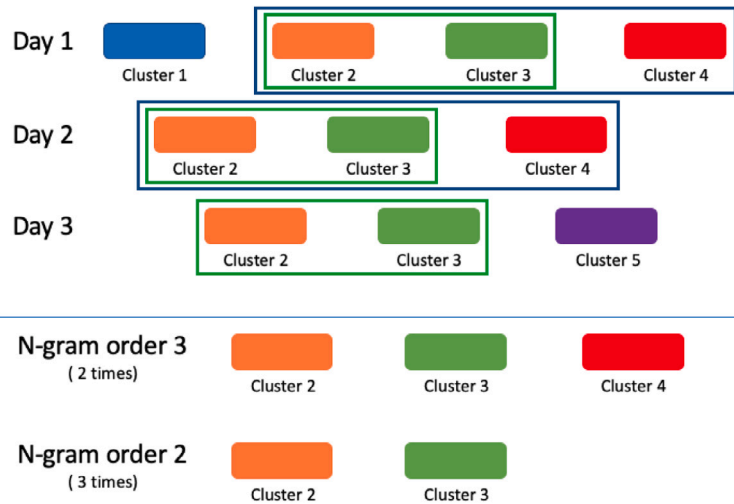 Day 1
Cluster 1
Cluster 2
Cluster 3
Cluster 4
Day 2
Cluster 2
Cluster 3
Cluster 4
Day 3
Cluster 2
Cluster 3
Cluster 5
N-gram order 3
( 2 times)
Cluster 2
Cluster 3
Cluster 4
N-gram order 2
( 3 times)
Cluster 2
Cluster 3